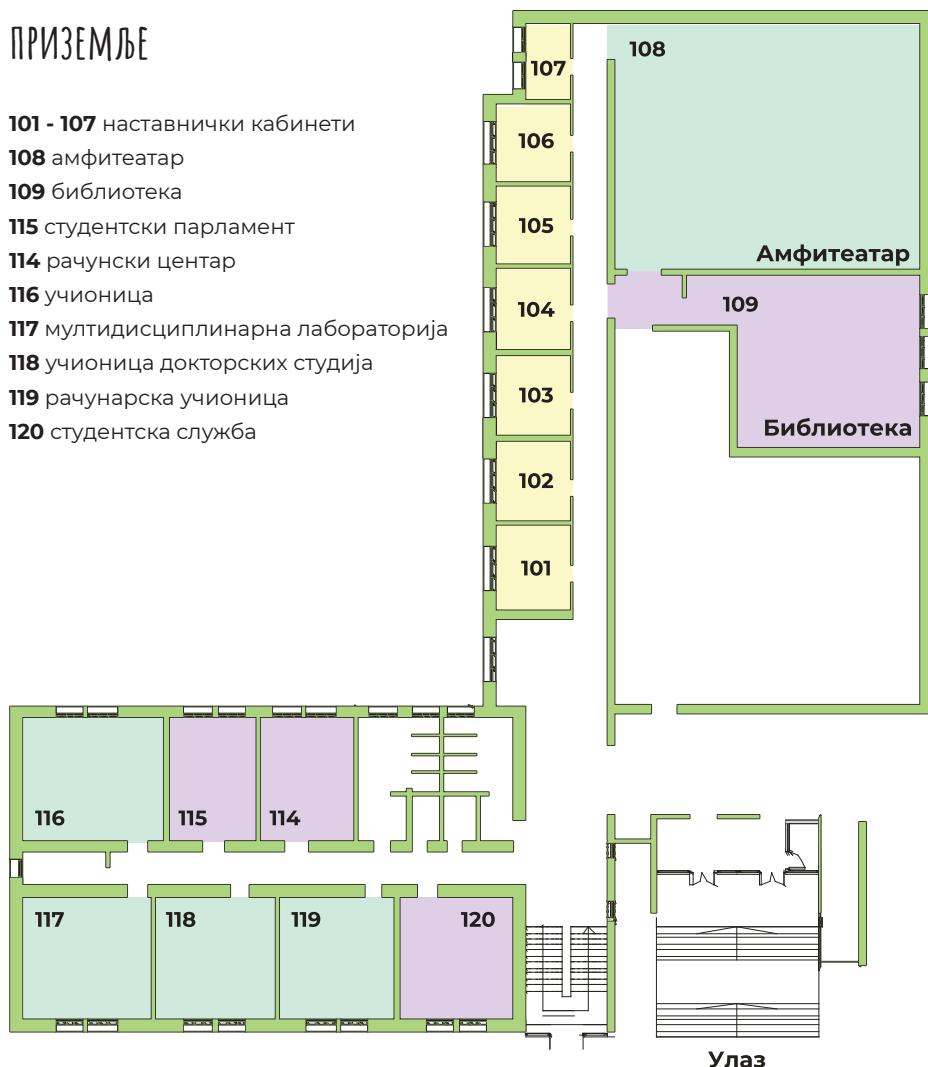 ПРИЗЕМЉЕ
101 - 107 наставнички кабинети
108 амфитеатар
109 библиотека
115 студентски парламент
114 рачунски центар
116 учионица
117 мултидисциплинарна лабораторија
118 учионица докторских студија
119 рачунарска учионица
120 студентска служба
107
108
106
105
Амфитеатар
104
109
103
Библиотека
102
101
116
115
114
117
118
119
120
Улаз